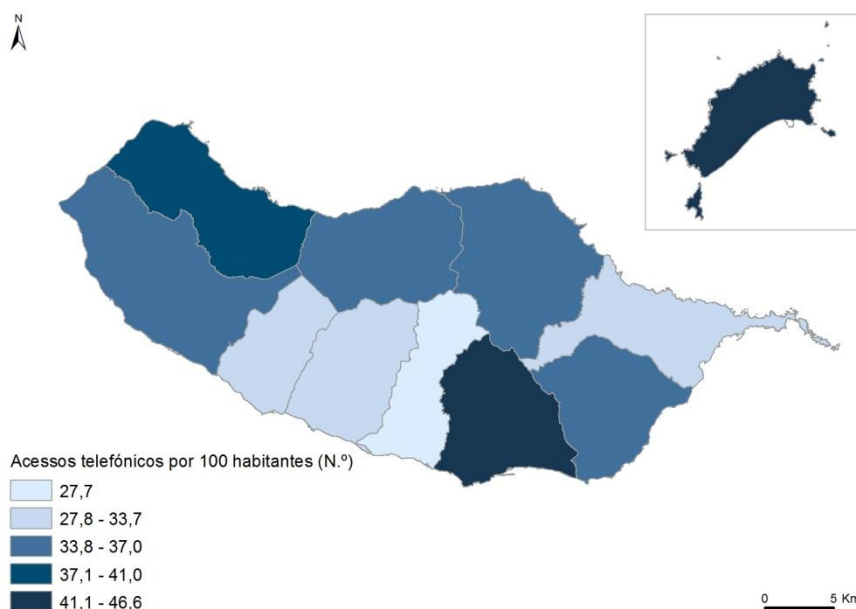 N
Acessos telefónicos por 100 habitantes (N.º)
27,7
27,8 - 33,7
33,8 - 37,0
37,1 - 41,0
41,1 - 46,6
0 5 Km